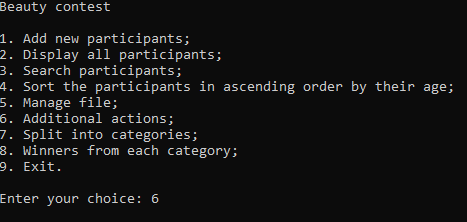 Beauty contest
1. Add new participants;
2. Display all participants;
3. Search participants;
4. Sort the participants in ascending order by their age;
5. Manage file;
6. Additional actions;
7. Split into categories;
8. Winners from each category;
9. Exit.
Enter your choice: 6